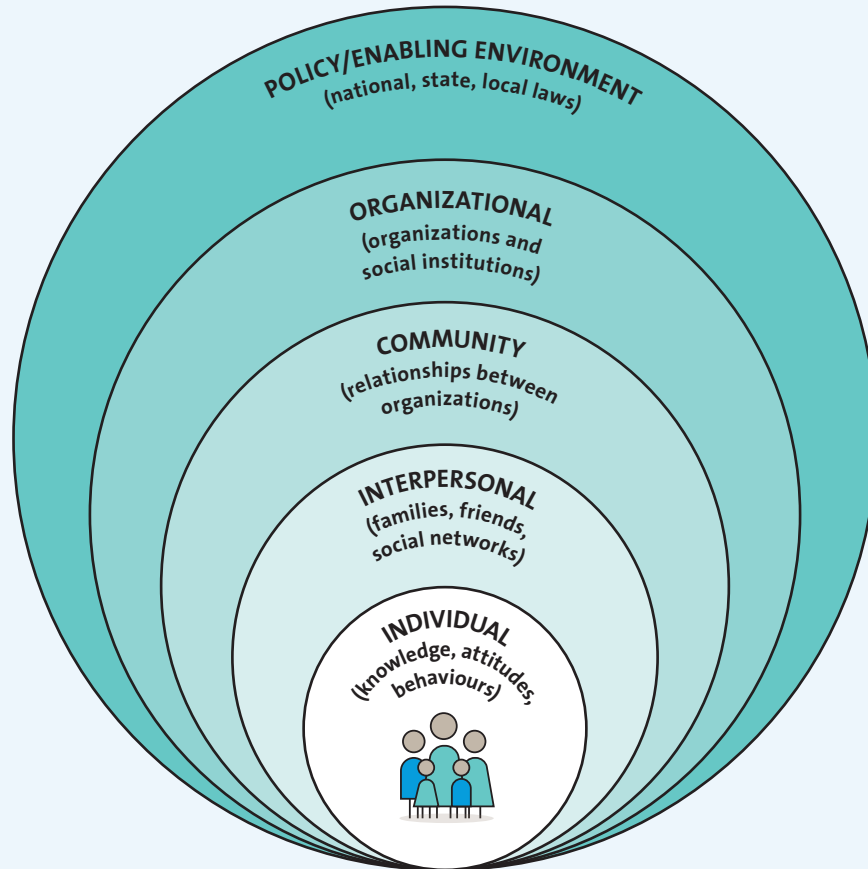 POLICY/ENABLING ENVIRONMENT
(national, state, local laws)
ORGANIZATIONAL
(organizations and
social institutions)
COMMUNITY
(relationships between
organizations)
INTERPERSONAL
(families, friends,
social networks)
INDIVIDUAL
(knowledge, attitudes,
behaviours)